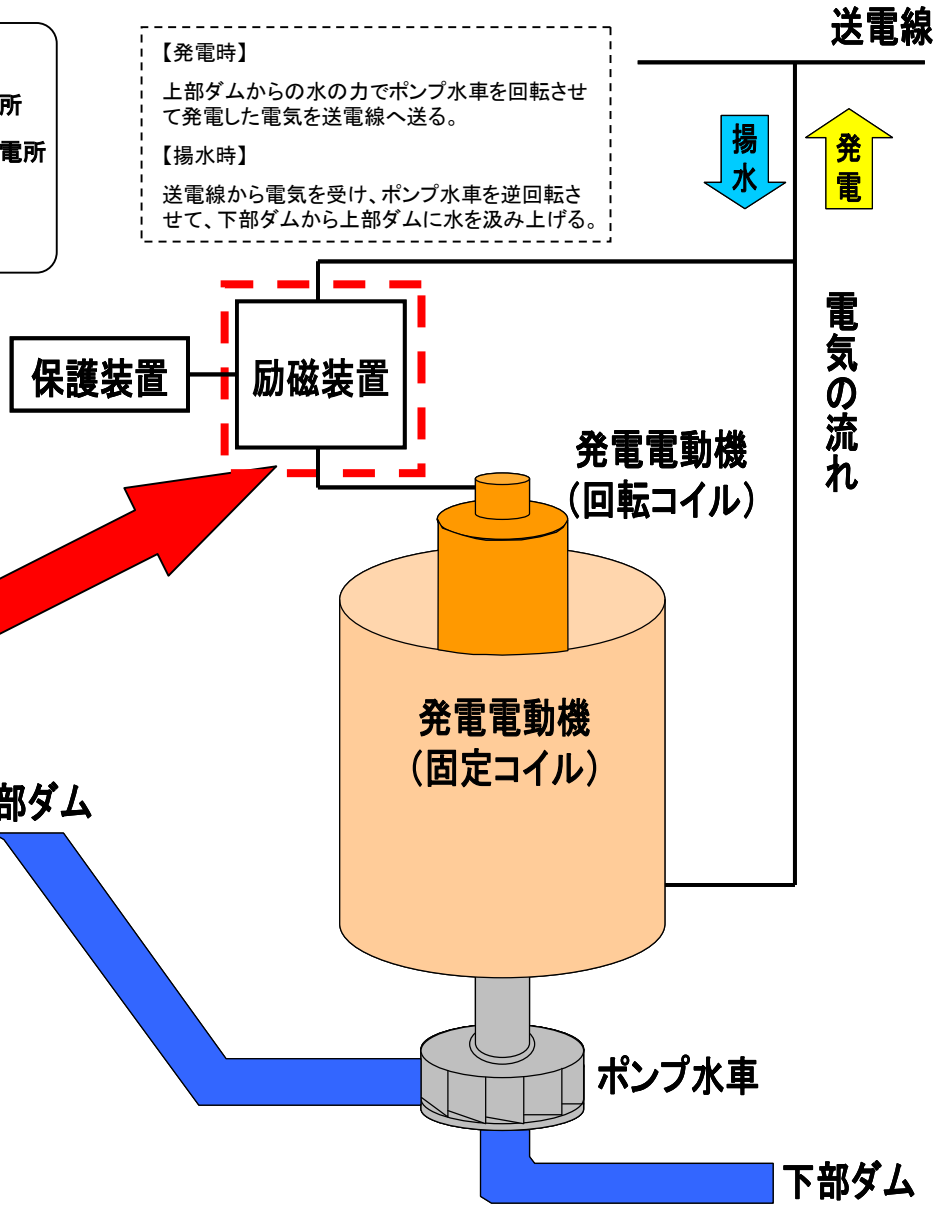 所
電所
【発電時】
上部ダムからの水の力でポンプ水車を回転させ
て発電した電気を送電線へ送る。
【揚水時】
送電線から電気を受け、ポンプ水車を逆回転さ
せて、下部ダムから上部ダムに水を汲み上げる。
送電線
揚水
発電
電気の流れ
保護装置
励磁装置
発電電動機
（回転コイル）
発電電動機
（固定コイル）
部ダム
ポンプ水車
下部ダム